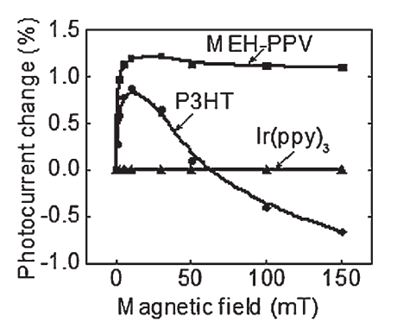 Photocurrent change (%)
1.5
1.0
0.5
0.0
-0.5
-1.0
MEH-PPV
P3HT
Ir(ppy)3
0 50 100 150
Magnetic field (mT)